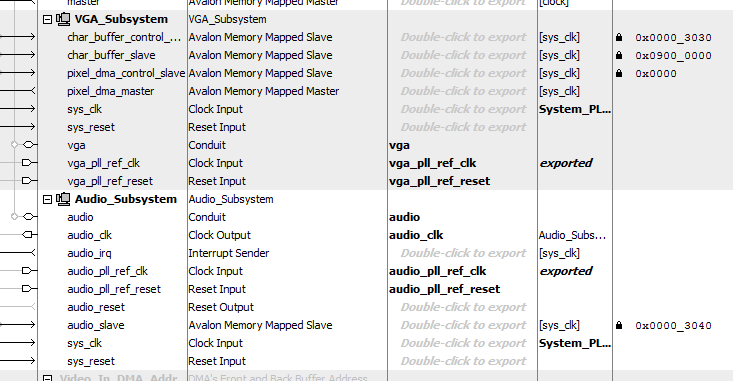 master Avalon Memory Mapped Master Double-click to export [clock]
VGA_Subsystem VGA_Subsystem
char_buffer_control_... Avalon Memory Mapped Slave Double-click to export [sys_clk] 0x0000_3030
char_buffer_slave Avalon Memory Mapped Slave Double-click to export [sys_clk] 0x0900_0000
pixel_dma_control_slave Avalon Memory Mapped Slave Double-click to export [sys_clk] 0x0000
pixel_dma_master Avalon Memory Mapped Master Double-click to export [sys_clk]
sys_clk Clock Input Double-click to export System_PL...
sys_reset Reset Input Double-click to export
vga Conduit vga
vga_pll_ref_clk Clock Input vga_pll_ref_clk exported
vga_pll_ref_reset Reset Input vga_pll_ref_reset
Audio_Subsystem Audio_Subsystem
audio Conduit audio
audio_clk Clock Output audio_clk Audio_Subs...
audio_irq Interrupt Sender Double-click to export [sys_clk]
audio_pll_ref_clk Clock Input audio_pll_ref_clk exported
audio_pll_ref_reset Reset Input audio_pll_ref_reset
audio_reset Reset Output Double-click to export
audio_slave Avalon Memory Mapped Slave Double-click to export [sys_clk] 0x0000_3040
sys_clk Clock Input Double-click to export System_PL...
sys_reset Reset Input Double-click to export
Video_In_DMA_Addr... DMA's Front and Back Buffer Address